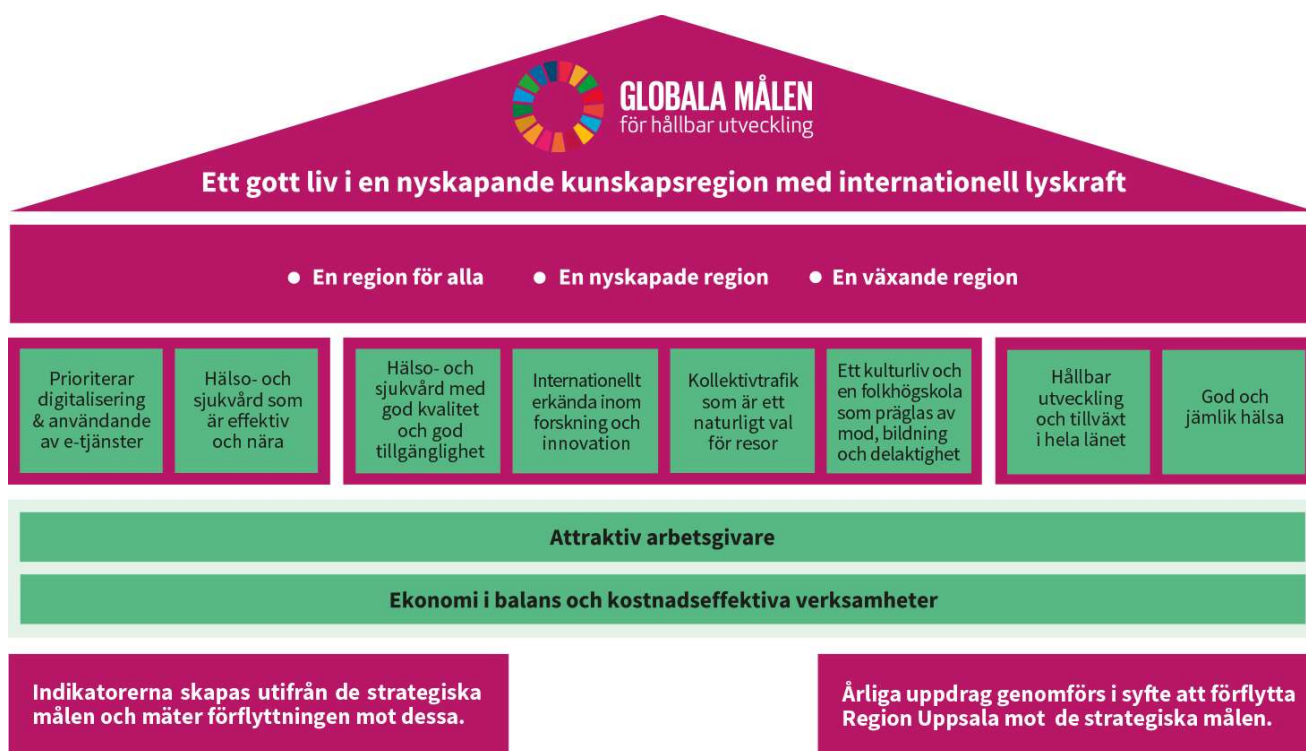 GLOBALA MÅLEN
för hållbar utveckling
Ett gott liv i en nyskapande kunskapsregion med internationell lyskraft
• En region för alla • En nyskapade region • En växande region
Prioriterar
digitalisering
& användande
av e-tjänster
Hälso- och
sjukvård som
är effektiv
och nära
Hälso- och
sjukvård med
god kvalitet
och god
tillgänglighet
Internationellt
erkända inom
forskning och
innovation
Kollektivtrafik
som är ett
naturligt val
för resor
Ett kulturliv och
en folkhögskola
som präglas av
mod, bildning
och delaktighet
Hållbar
utveckling
och tillväxt
i hela länet
God och
jämlik hälsa
Attraktiv arbetsgivare
Ekonomi i balans och kostnadseffektiva verksamheter
Indikatorerna skapas utifrån de strategiska
målen och mäter förflyttningen mot dessa.
Årliga uppdrag genomförs i syfte att förflytta
Region Uppsala mot de strategiska målen.